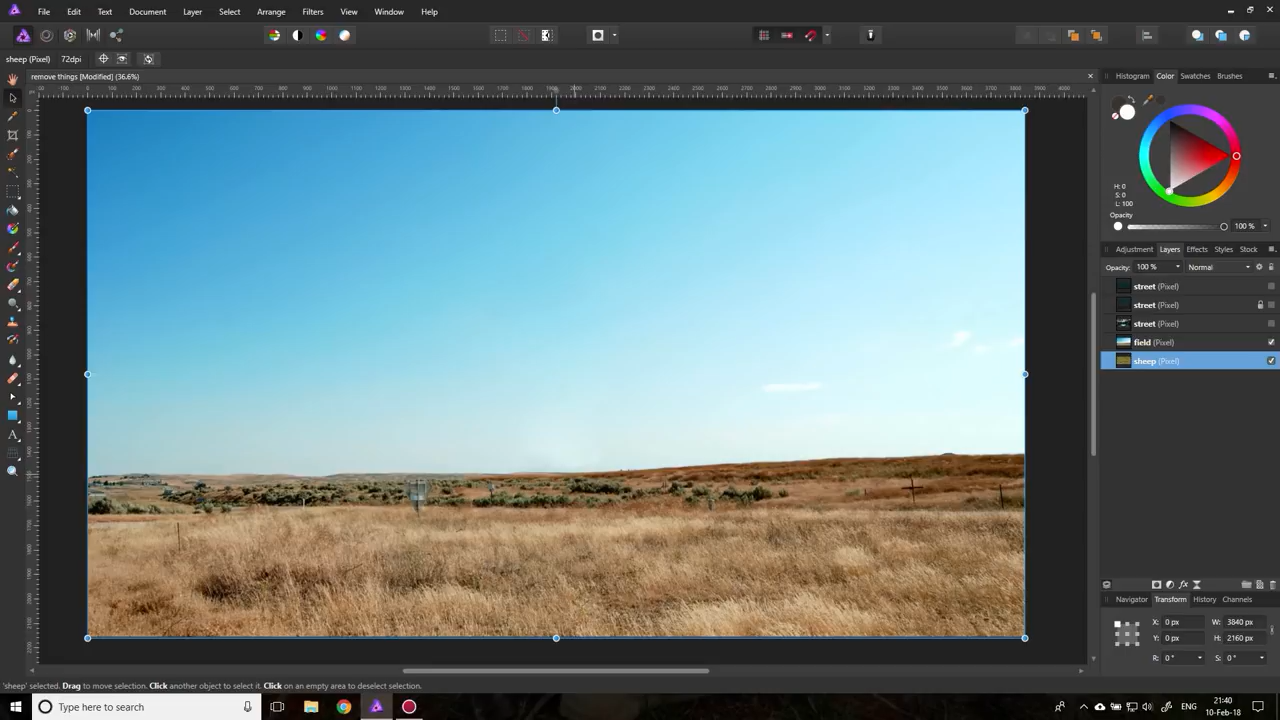 File Edit Text Document Layer Select Arrange Filters View Window Help
sheep (Pixel) 72dpi
remove things [Modified] (36.6%)
Histogram Color Swatches Brushes
H: 0
S: 0
L: 100
Opacity
100 %
Adjustment Layers Effects Styles Stock
Opacity: 100 % Normal
street (Pixel)
street (Pixel)
street (Pixel)
field (Pixel)
sheep (Pixel)
Navigator Transform History Channels
X: 0 px W: 3840 px
Y: 0 px H: 2160 px
R: 0 ° S: 0 °
'sheep' selected. Drag to move selection. Click another object to select it. Click on an empty area to deselect selection.
Type here to search
ENG
21:40
10-Feb-18